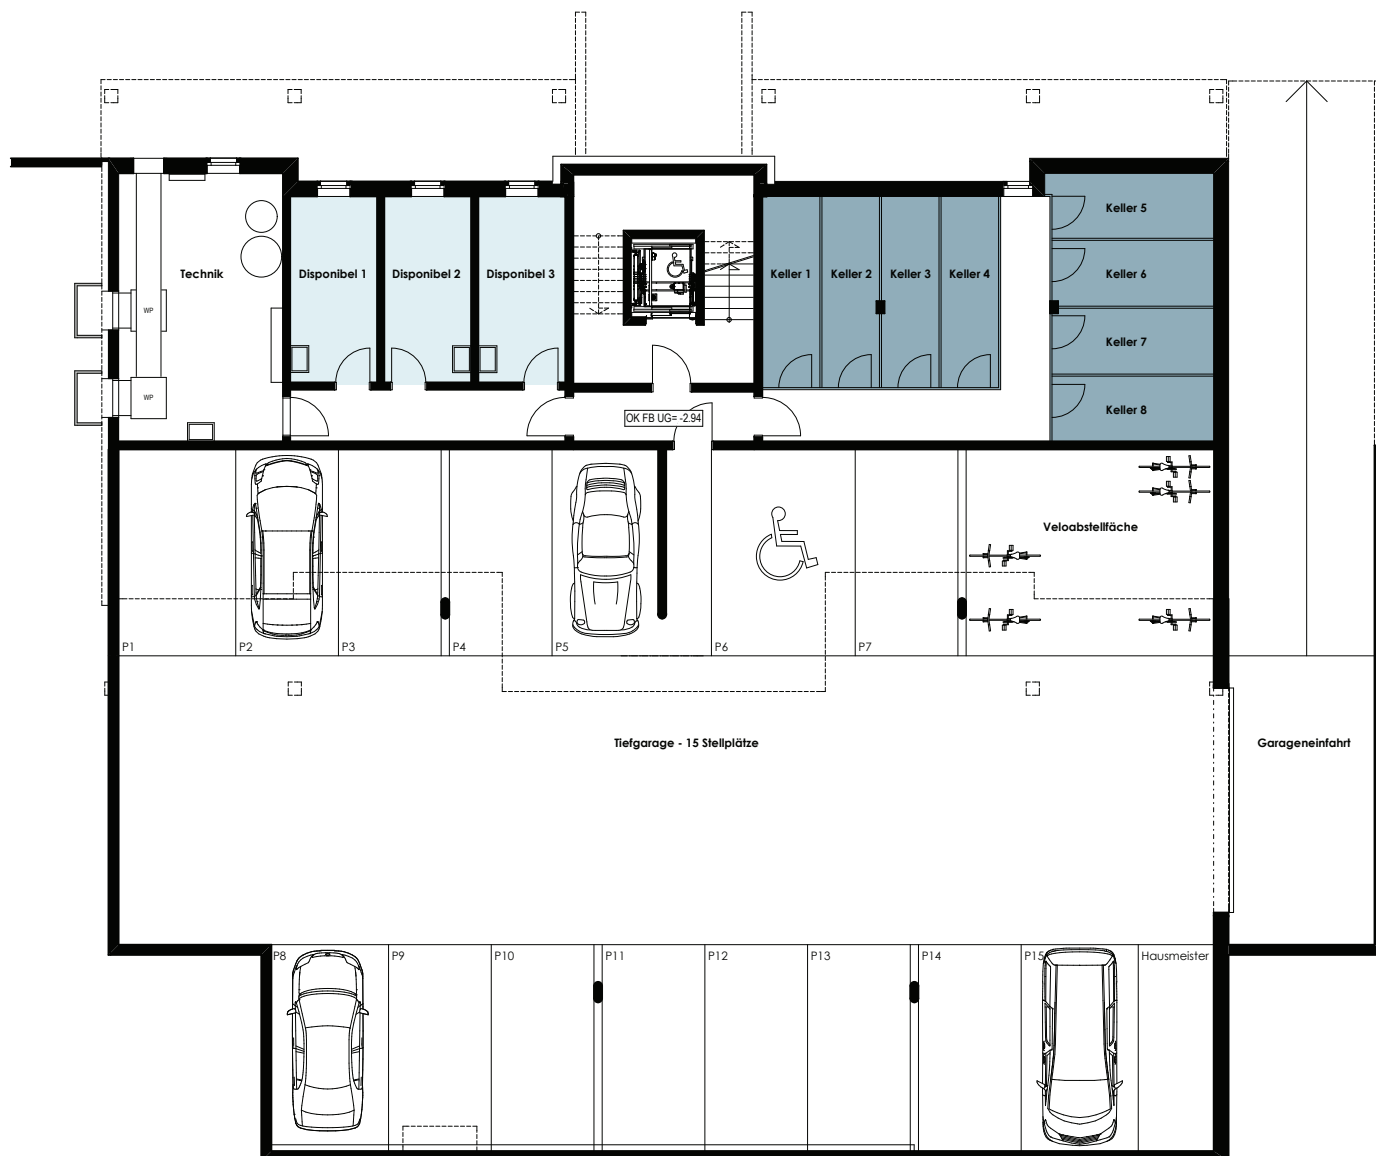 Keller 5
Technik
Disponibel 1
Disponibel 2
Disponibel 3
Keller 1
Keller 2
Keller 3
Keller 4
Keller 6
WP
Keller 7
WP
Keller 8
OK FB UG= -2.94
Veloabstellfäche
P1
P2
P3
P4
P5
P6
P7
Tiefgarage - 15 Stellplätze
Garageneinfahrt
P8
P9
P10
P11
P12
P13
P14
P15
Hausmeister